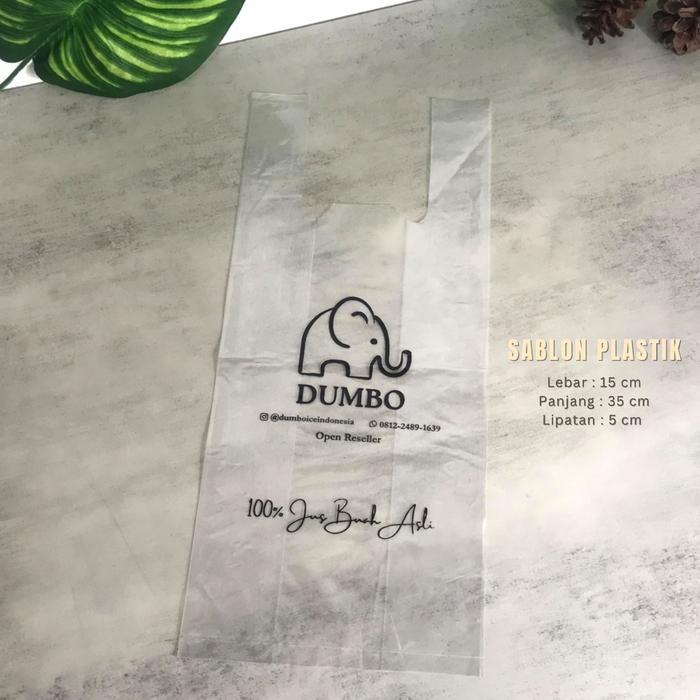 DUMBO
@dumboiceindonesia 0812-2489-1639
Open Reseller
100% Jus Buah Asli
SABLON PLASTIK
Lebar : 15 cm
Panjang : 35 cm
Lipatan : 5 cm